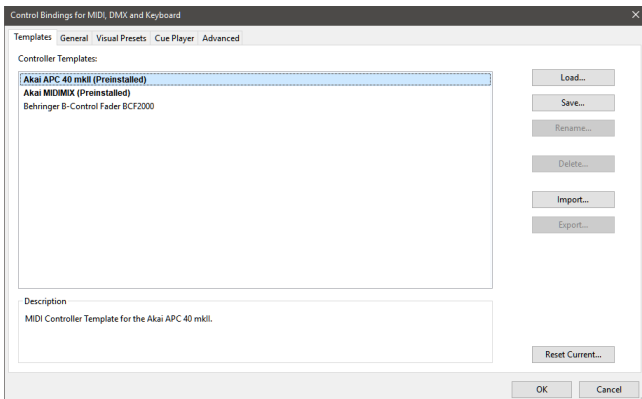 Control Bindings for MIDI, DMX and Keyboard
Templates General Visual Presets Cue Player Advanced
Controller Templates:
Akai APC 40 mkII (Preinstalled)
Akai MIDIMIX (Preinstalled)
Behringer B-Control Fader BCF2000
Load...
Save...
Rename...
Delete...
Import...
Export...
Description
MIDI Controller Template for the Akai APC 40 mkII.
Reset Current...
OK Cancel